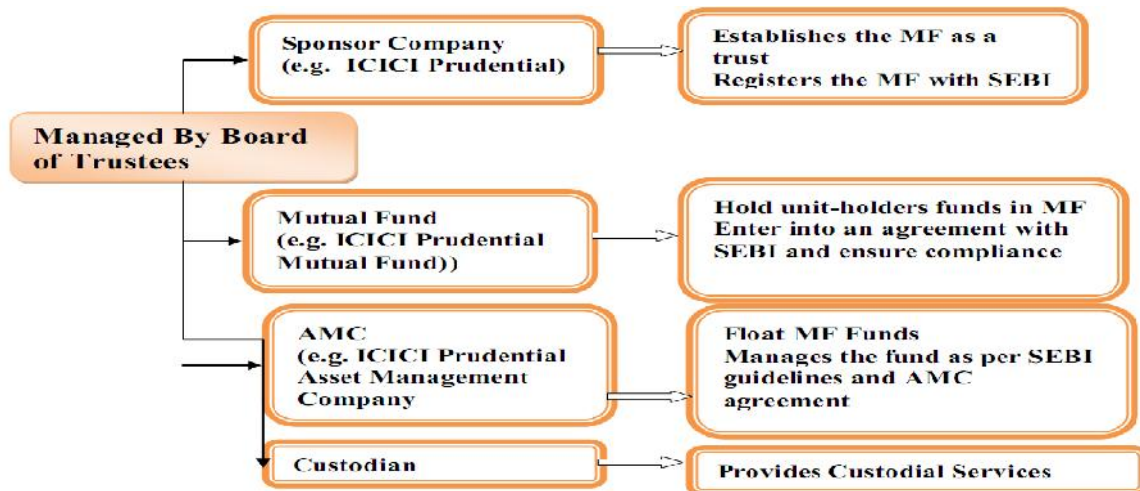 Sponsor Company
(e.g. ICICI Prudential)
Establishes the MF as a
trust
Registers the MF with SEBI
Managed By Board
of Trustees
Mutual Fund
(e.g. ICICI Prudential
Mutual Fund))
Hold unit-holders funds in MF
Enter into an agreement with
SEBI and ensure compliance
AMC
(e.g. ICICI Prudential
Asset Management
Company
Float MF Funds
Manages the fund as per SEBI
guidelines and AMC
agreement
Custodian
Provides Custodial Services